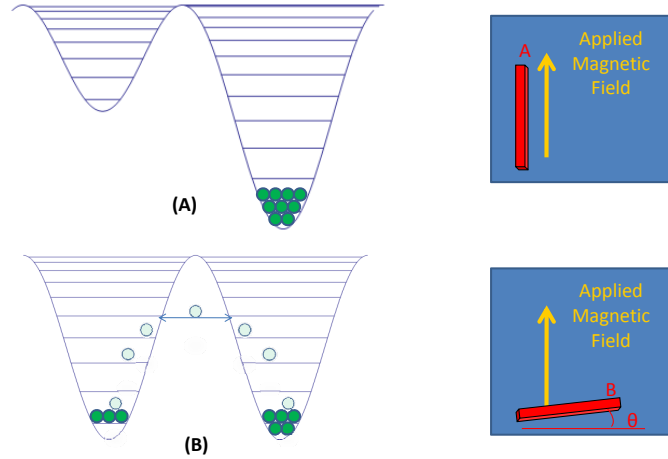 A
Applied
Magnetic
Field
(A)
Applied
Magnetic
Field
B
θ
(B)